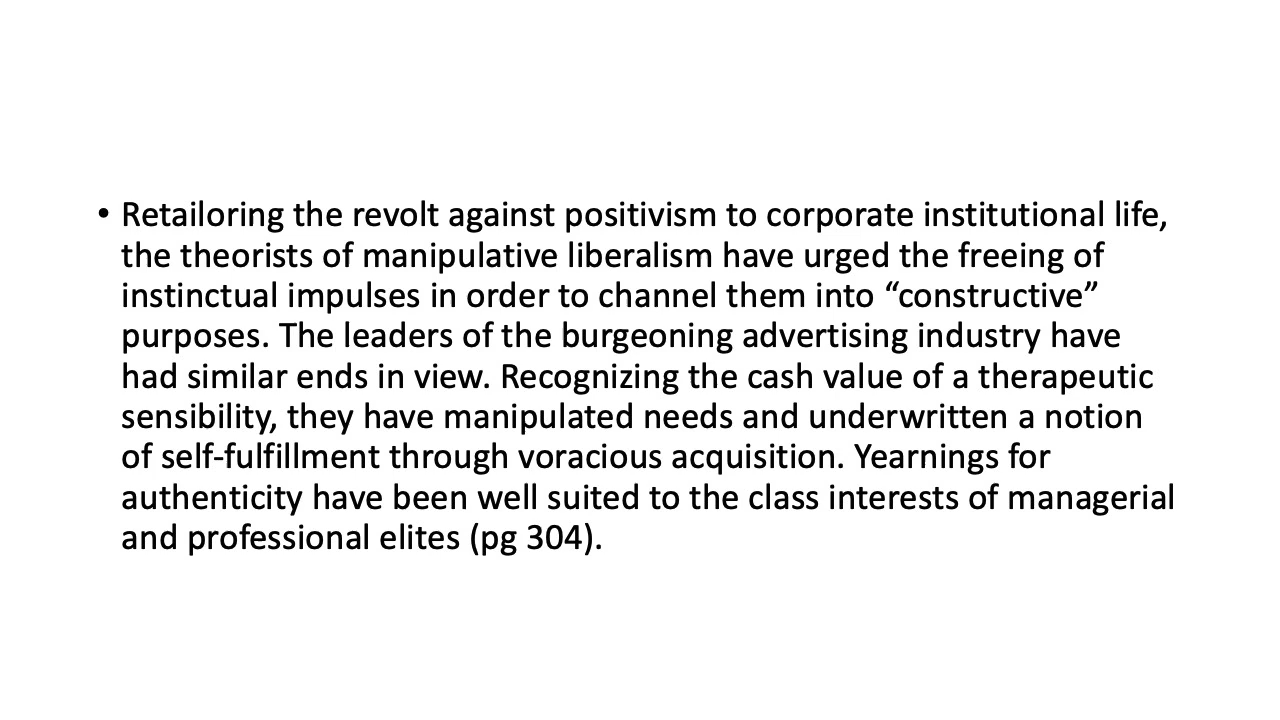 • Retailoring the revolt against positivism to corporate institutional life,
the theorists of manipulative liberalism have urged the freeing of
instinctual impulses in order to channel them into “constructive”
purposes. The leaders of the burgeoning advertising industry have
had similar ends in view. Recognizing the cash value of a therapeutic
sensibility, they have manipulated needs and underwritten a notion
of self-fulfillment through voracious acquisition. Yearnings for
authenticity have been well suited to the class interests of managerial
and professional elites (pg 304).